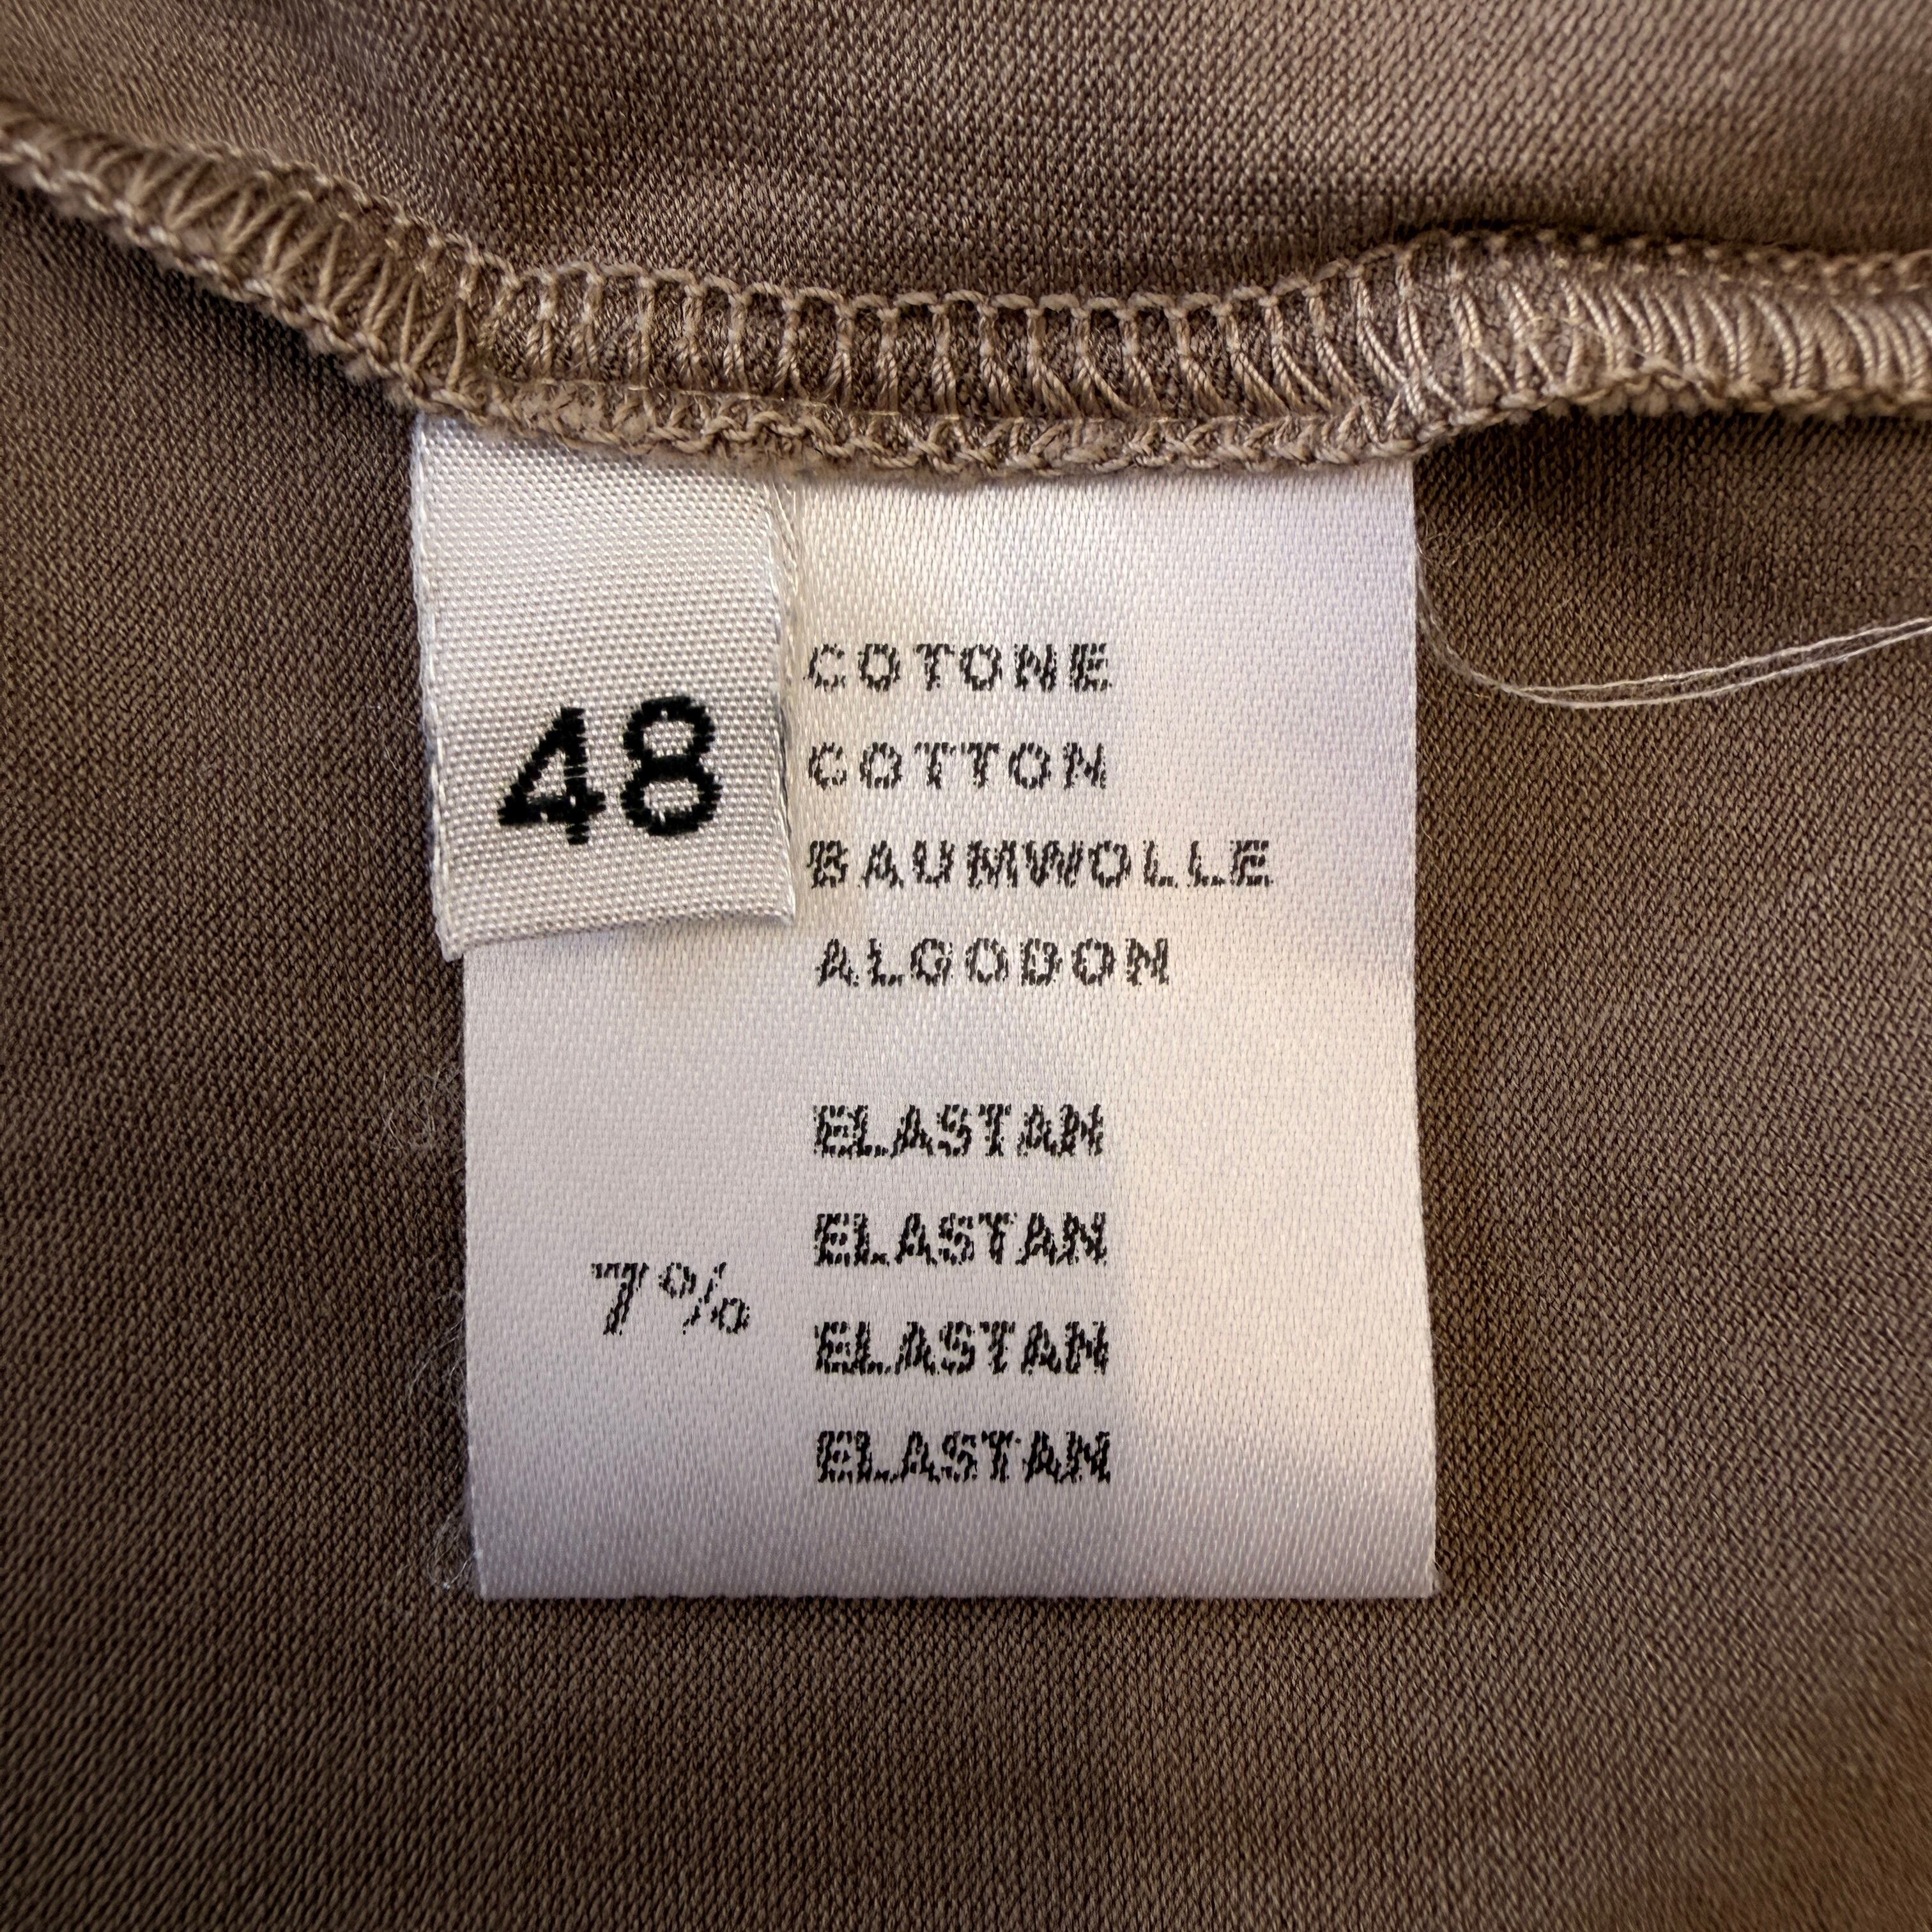 48
COTONE
COTTON
BAUMWOLLE
ALGODON
ELASTAN
ELASTAN
7%
ELASTAN
ELASTAN